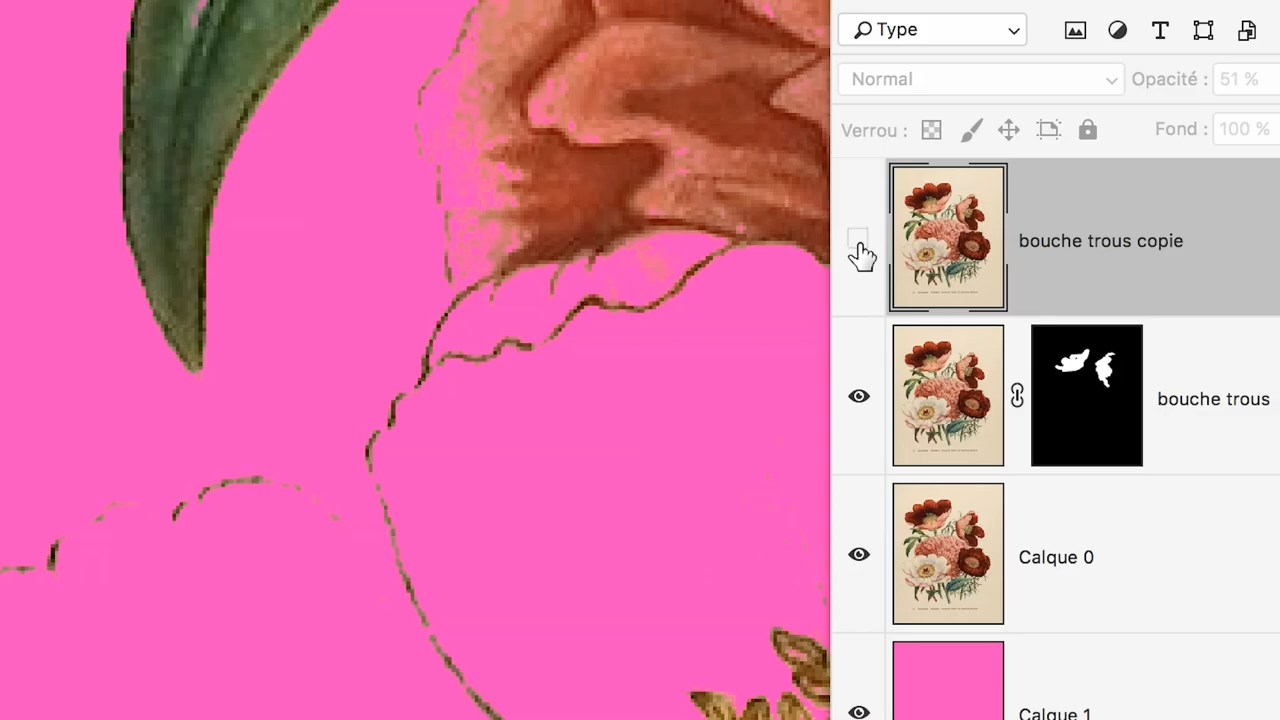 Type
Normal Opacité : 51 %
Verrou : Fond : 100 %
bouche trous copie
bouche trous
Calque 0
Calque 1